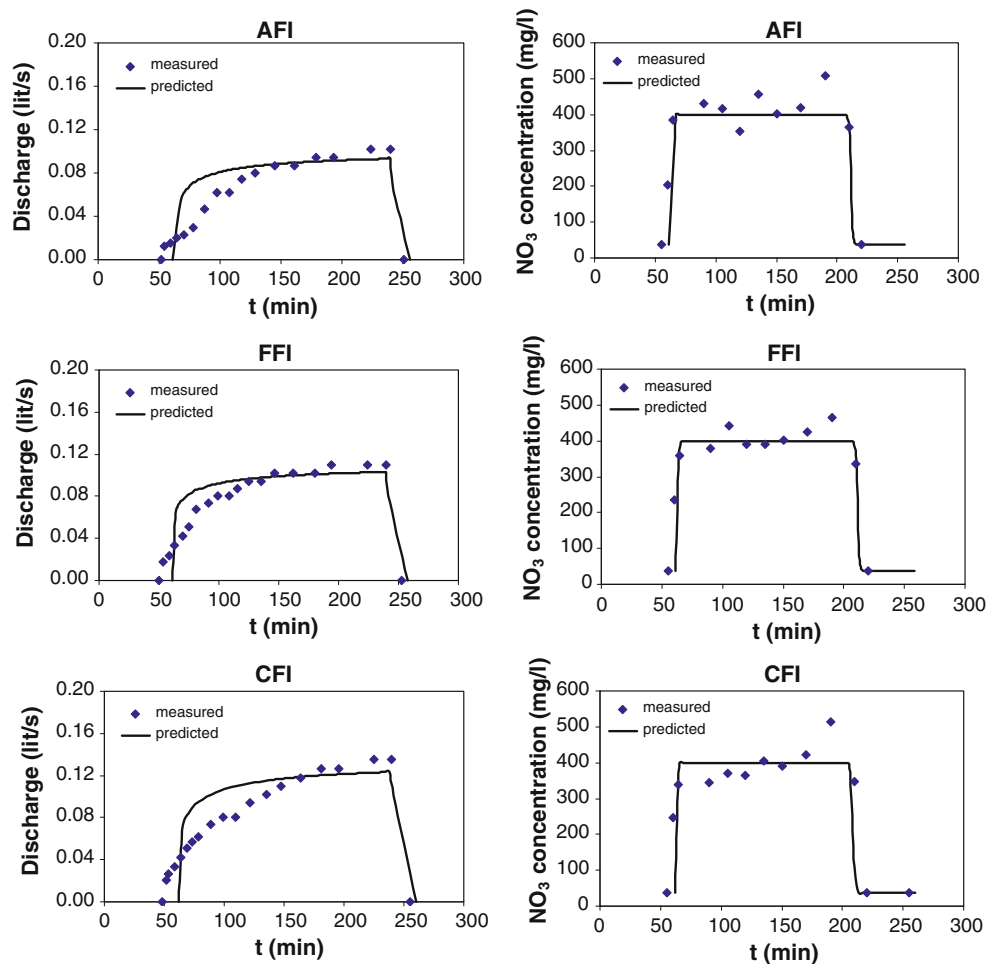 AFI
Discharge (lit/s)
0.20
0.16
0.12
0.08
0.04
0.00
measured
predicted
0 50 100 150 200 250 300
t (min)
AFI
NO3 concentration (mg/l)
600
500
400
300
200
100
0
measured
predicted
0 50 100 150 200 250 300
t (min)
FFI
Discharge (lit/s)
0.20
0.16
0.12
0.08
0.04
0.00
measured
predicted
0 50 100 150 200 250 300
t (min)
FFI
NO3 concentration (mg/l)
600
500
400
300
200
100
0
measured
predicted
0 50 100 150 200 250 300
t (min)
CFI
Discharge (lit/s)
0.20
0.16
0.12
0.08
0.04
0.00
measured
predicted
0 50 100 150 200 250 300
t (min)
CFI
NO3 concentration (mg/l)
600
500
400
300
200
100
0
measured
predicted
0 50 100 150 200 250 300
t (min)